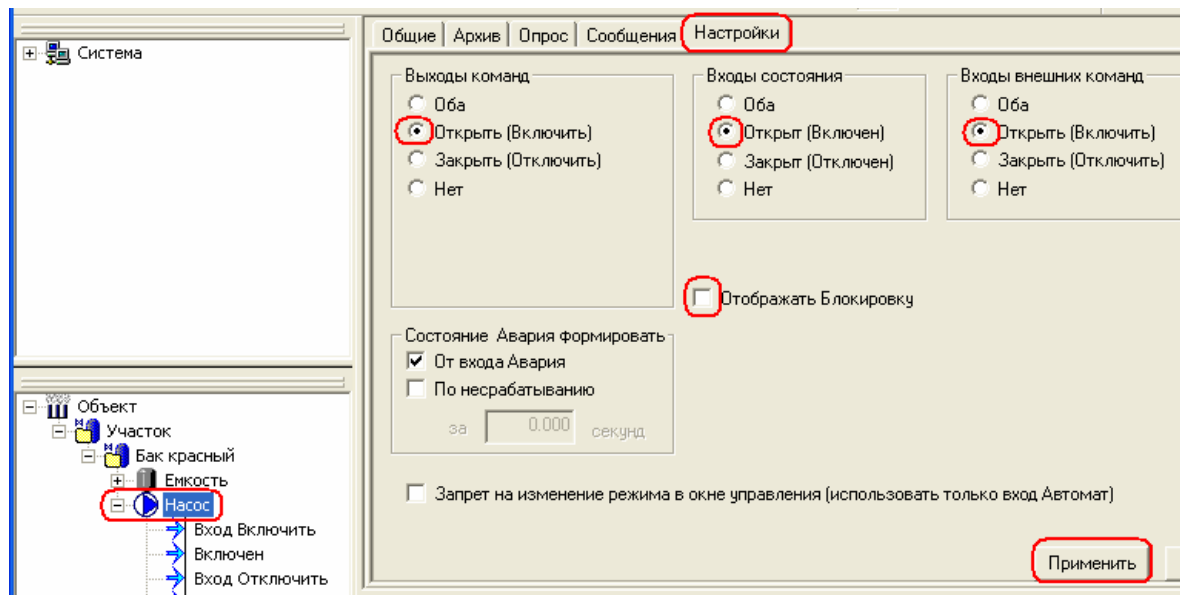 Система
Общие Архив Опрос Сообщения Настройки
Выходы команд
Оба
Открыть (Включить)
Закрыть (Отключить)
Нет
Входы состояния
Оба
Открыт (Включен)
Закрыт (Отключен)
Нет
Входы внешних команд
Оба
Открыть (Включить)
Закрыть (Отключить)
Нет
Отображать Блокировку
Состояние Авария формировать
От входа Авария
По несрабатыванию
за 0.000 секунд
Запрет на изменение режима в окне управления (использовать только вход Автомат)
Применить
Объект
Участок
Бак красный
Емкость
Насос
Вход Включить
Включен
Вход Отключить